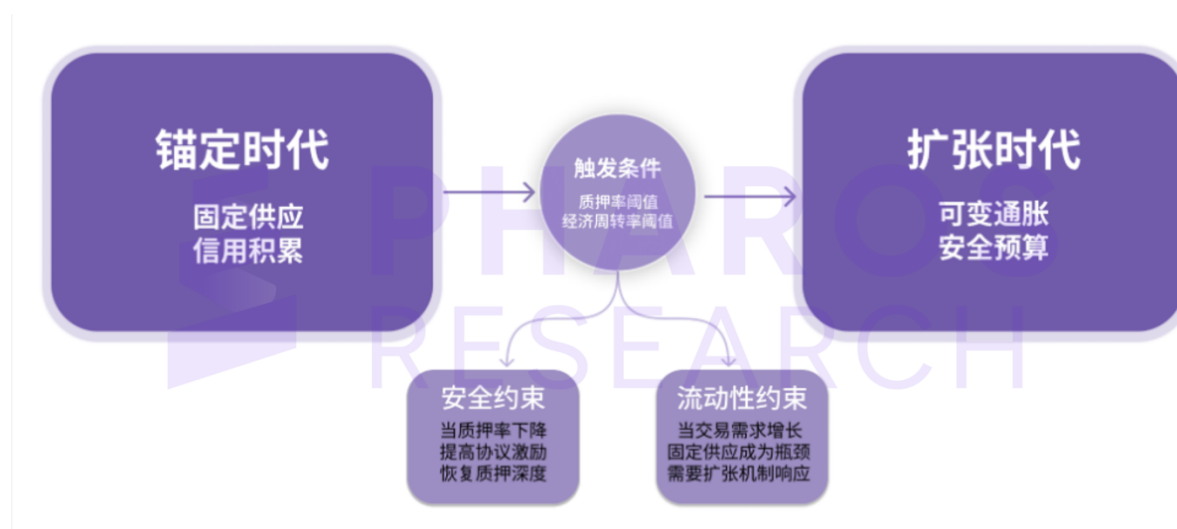 锚定时代
固定供应
信用积累
触发条件
质押率阈值
经济周转率阈值
扩张时代
可变通胀
安全预算
安全约束
当质押率下降
提高协议激励
恢复质押深度
流动性约束
当交易需求增长
固定供应成为瓶颈
需要扩张机制响应
PHAROS
RESEARCH